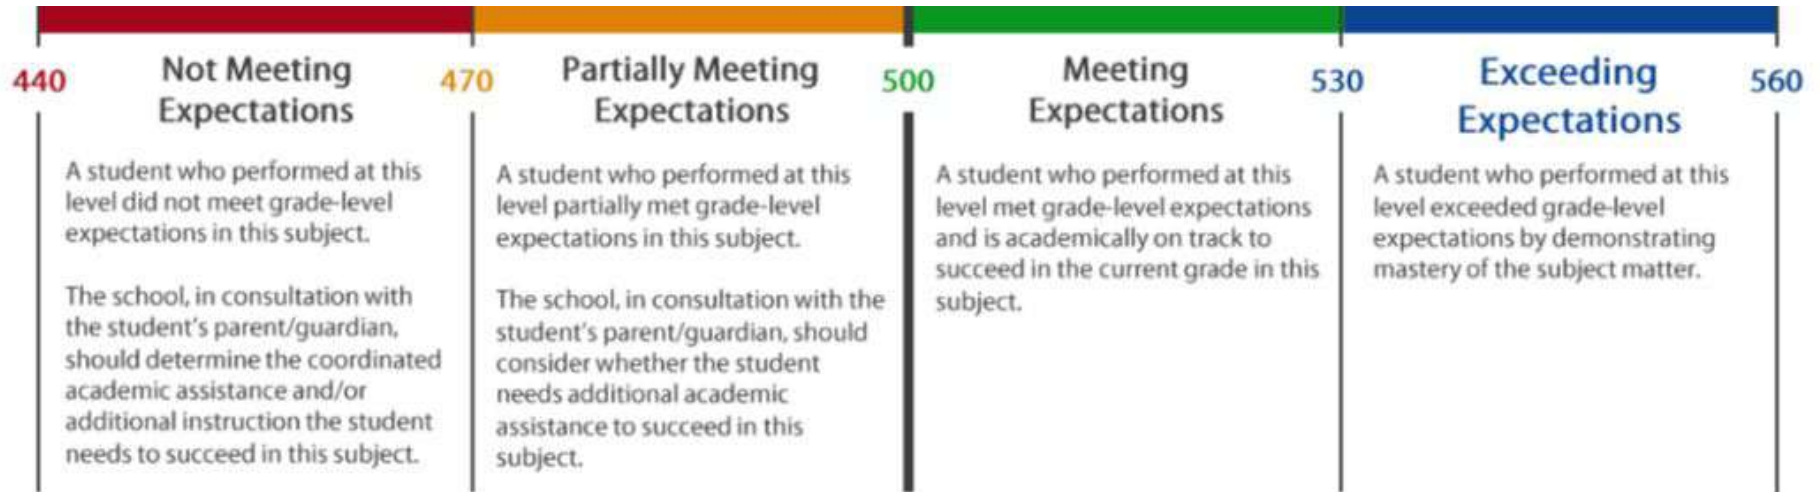 440
Not Meeting
Expectations
470
Partially Meeting
Expectations
500
Meeting
Expectations
530
Exceeding
Expectations
560
A student who performed at this
level did not meet grade-level
expectations in this subject.
The school, in consultation with
the student's parent/guardian,
should determine the coordinated
academic assistance and/or
additional instruction the student
needs to succeed in this subject.
A student who performed at this
level partially met grade-level
expectations in this subject.
The school, in consultation with the
student's parent/guardian, should
consider whether the student
needs additional academic
assistance to succeed in this
subject.
A student who performed at this
level met grade-level expectations
and is academically on track to
succeed in the current grade in this
subject.
A student who performed at this
level exceeded grade-level
expectations by demonstrating
mastery of the subject matter.